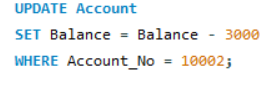 UPDATE Account
SET Balance = Balance - 3000
WHERE Account_No = 10002;